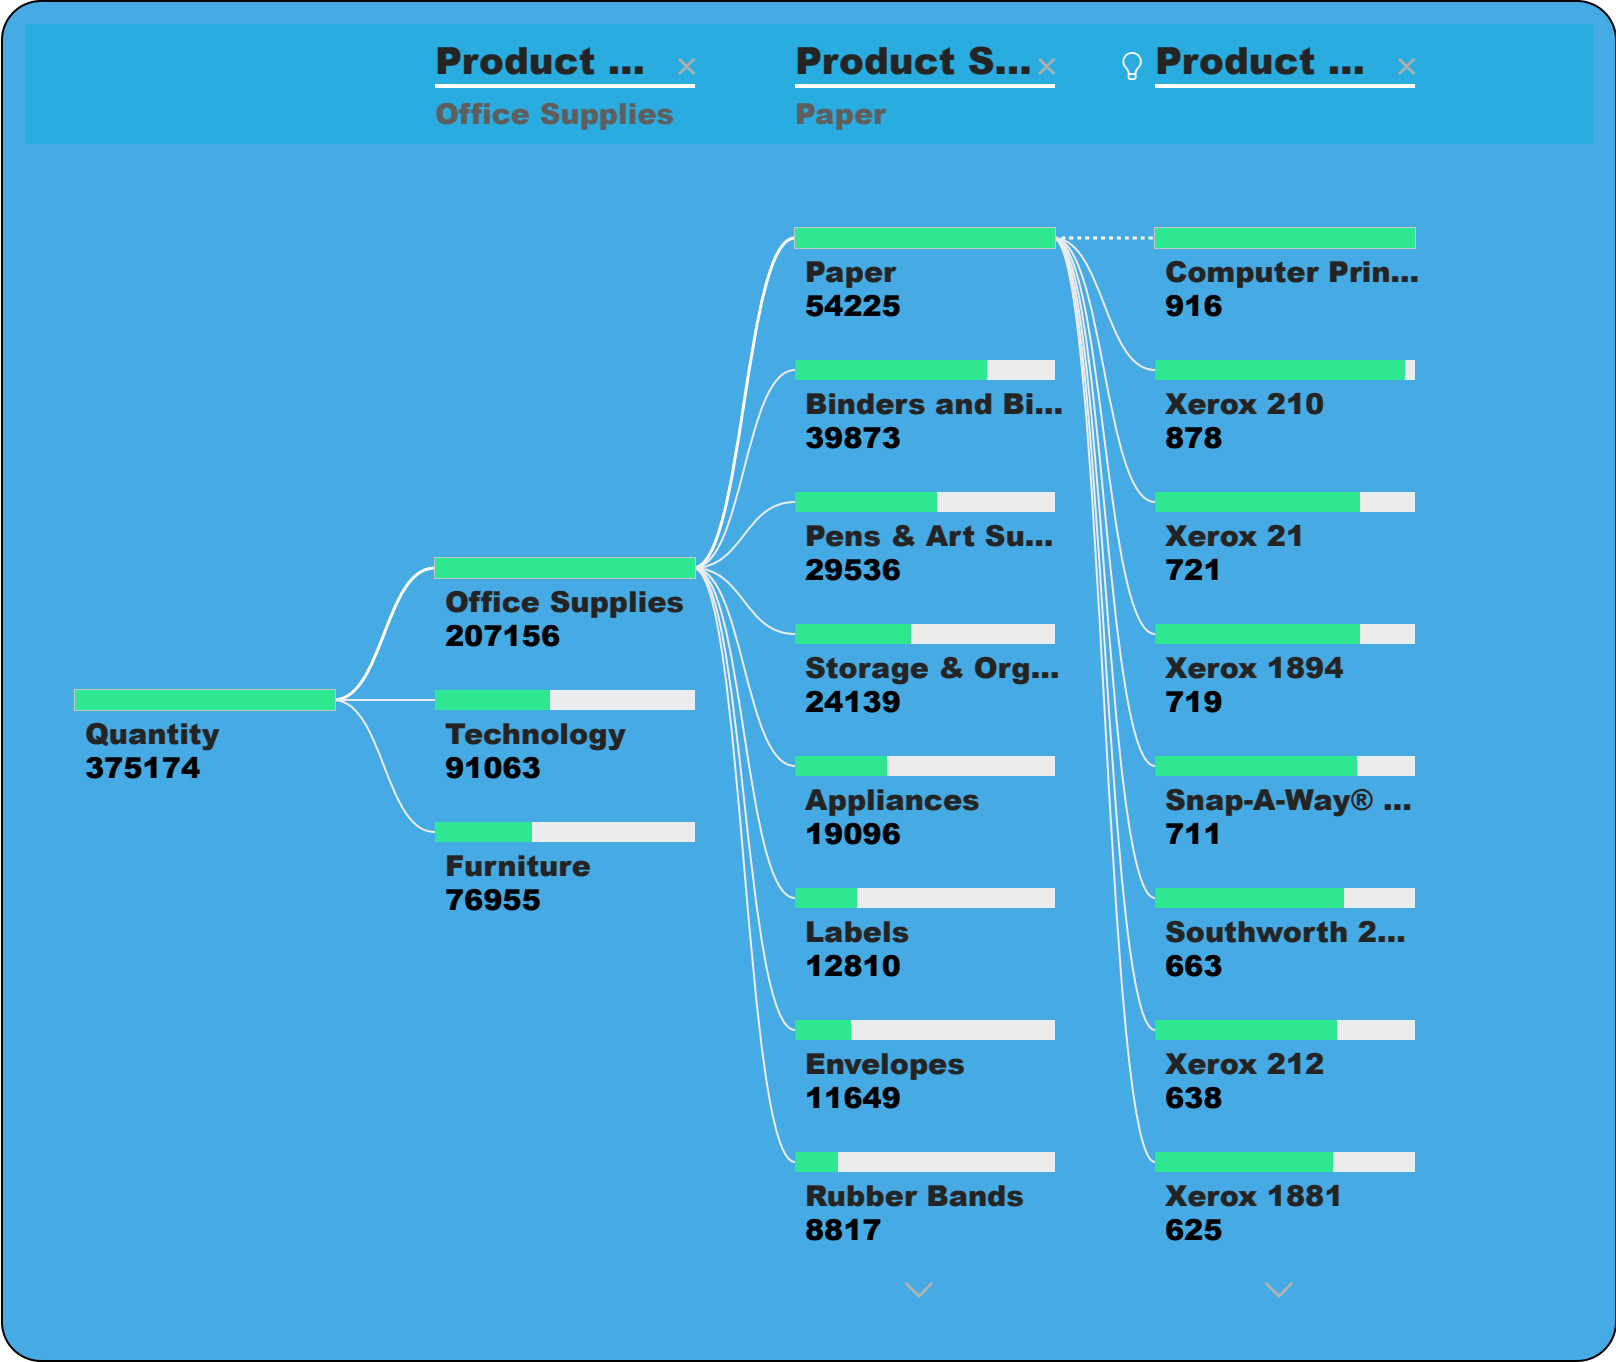 Product ...
Office Supplies
Product S...
Paper
Product ...
Quantity
375174
Office Supplies
207156
Technology
91063
Furniture
76955
Paper
54225
Binders and Bi...
39873
Pens & Art Su...
29536
Storage & Org...
24139
Appliances
19096
Labels
12810
Envelopes
11649
Rubber Bands
8817
Computer Prin...
916
Xerox 210
878
Xerox 21
721
Xerox 1894
719
Snap-A-Way® ...
711
Southworth 2...
663
Xerox 212
638
Xerox 1881
625